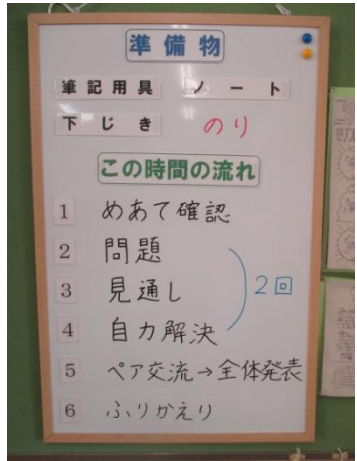 準備物
筆記用具 ノート
下じき のり
この時間の流れ
1 めあて確認
2 問題
3 見通し 2回
4 自力解決
5 ペア交流→全体発表
6 ふりかえり